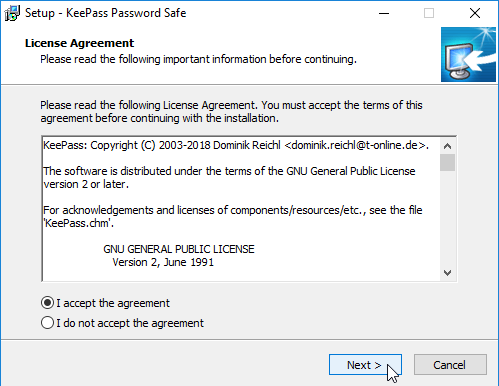 Setup - KeePass Password Safe
License Agreement
Please read the following important information before continuing.
Please read the following License Agreement. You must accept the terms of this
agreement before continuing with the installation.
KeePass: Copyright (C) 2003-2018 Dominik Reichl <dominik.reichl@t-online.de>.
The software is distributed under the terms of the GNU General Public License
version 2 or later.
For acknowledgements and licenses of components/resources/etc., see the file
'KeePass.chm'.
GNU GENERAL PUBLIC LICENSE
Version 2, June 1991
I accept the agreement
I do not accept the agreement
Next >
Cancel